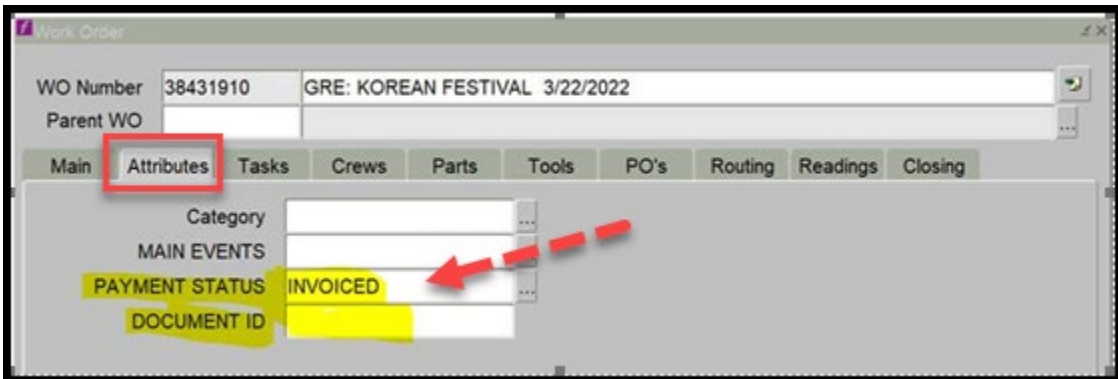 Work Order
WO Number 38431910 GRE: KOREAN FESTIVAL 3/22/2022
Parent WO ...
Main Attributes Tasks Crews Parts Tools PO's Routing Readings Closing
Category ...
MAIN EVENTS ...
PAYMENT STATUS INVOICED ...
DOCUMENT ID